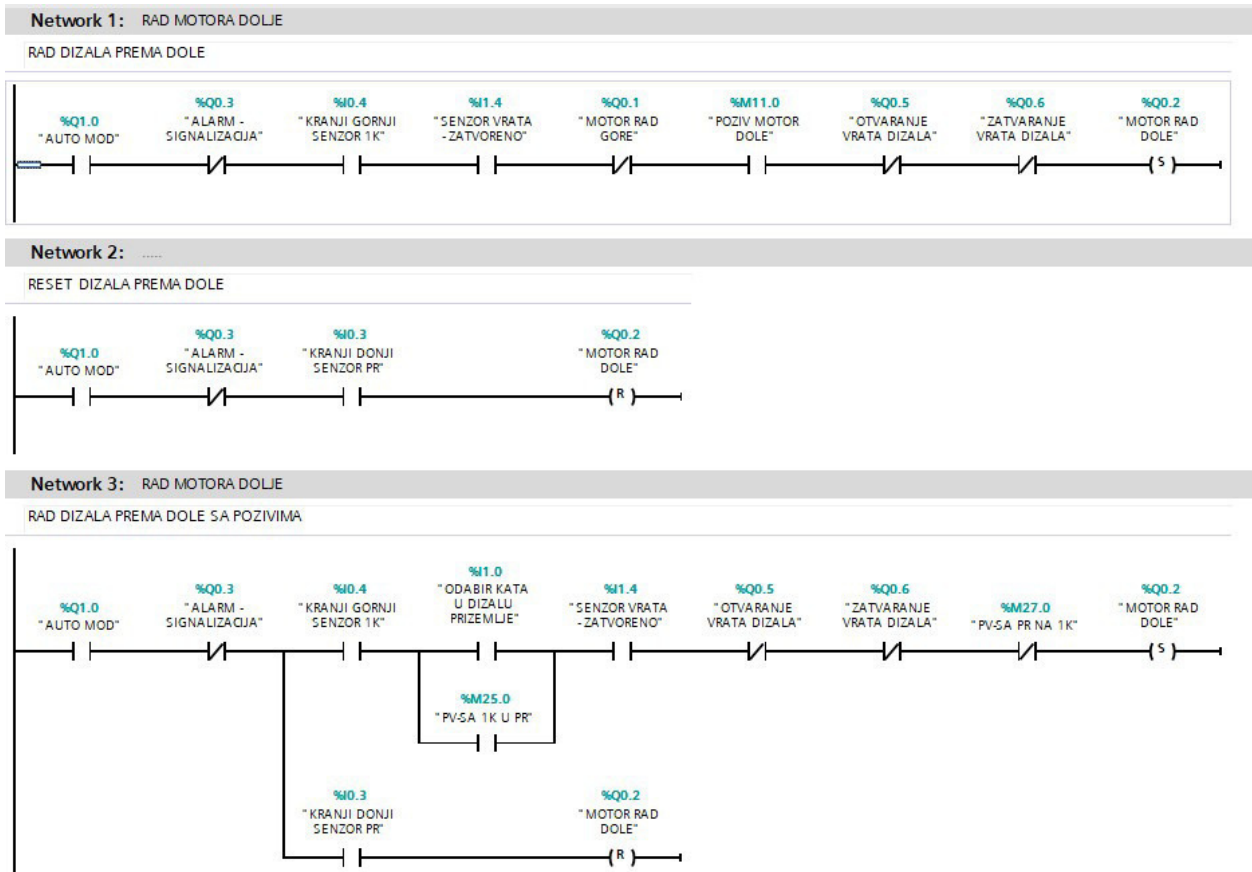 Network 1: RAD MOTORA DOLJE
RAD DIZALA PREMA DOLE
%Q1.0
"AUTO MOD"
%Q0.3
"ALARM -
SIGNALIZACIJA"
%I0.4
"KRANJI GORNJI
SENZOR 1K"
%I1.4
"SENZOR VRATA
-ZATVORENO"
%Q0.1
"MOTOR RAD
GORE"
%M11.0
"POZIV MOTOR
DOLE"
%Q0.5
"OTVARANJE
VRATA DIZALA"
%Q0.6
"ZATVARANJE
VRATA DIZALA"
%Q0.2
"MOTOR RAD
DOLE"
S
Network 2: .....
RESET DIZALA PREMA DOLE
%Q1.0
"AUTO MOD"
%Q0.3
"ALARM -
SIGNALIZACIJA"
%I0.3
"KRANJI DONJI
SENZOR PR"
%Q0.2
"MOTOR RAD
DOLE"
R
Network 3: RAD MOTORA DOLJE
RAD DIZALA PREMA DOLE SA POZIVIMA
%Q1.0
"AUTO MOD"
%Q0.3
"ALARM -
SIGNALIZACIJA"
%I0.4
"KRANJI GORNJI
SENZOR 1K"
%I1.0
"ODABIR KATA
U DIZALU
PRIZEMLJE"
%I1.4
"SENZOR VRATA
-ZATVORENO"
%Q0.5
"OTVARANJE
VRATA DIZALA"
%Q0.6
"ZATVARANJE
VRATA DIZALA"
%M27.0
"PV-SA PR NA 1K"
%Q0.2
"MOTOR RAD
DOLE"
S
%M25.0
"PV-SA 1K U PR"
%I0.3
"KRANJI DONJI
SENZOR PR"
%Q0.2
"MOTOR RAD
DOLE"
R